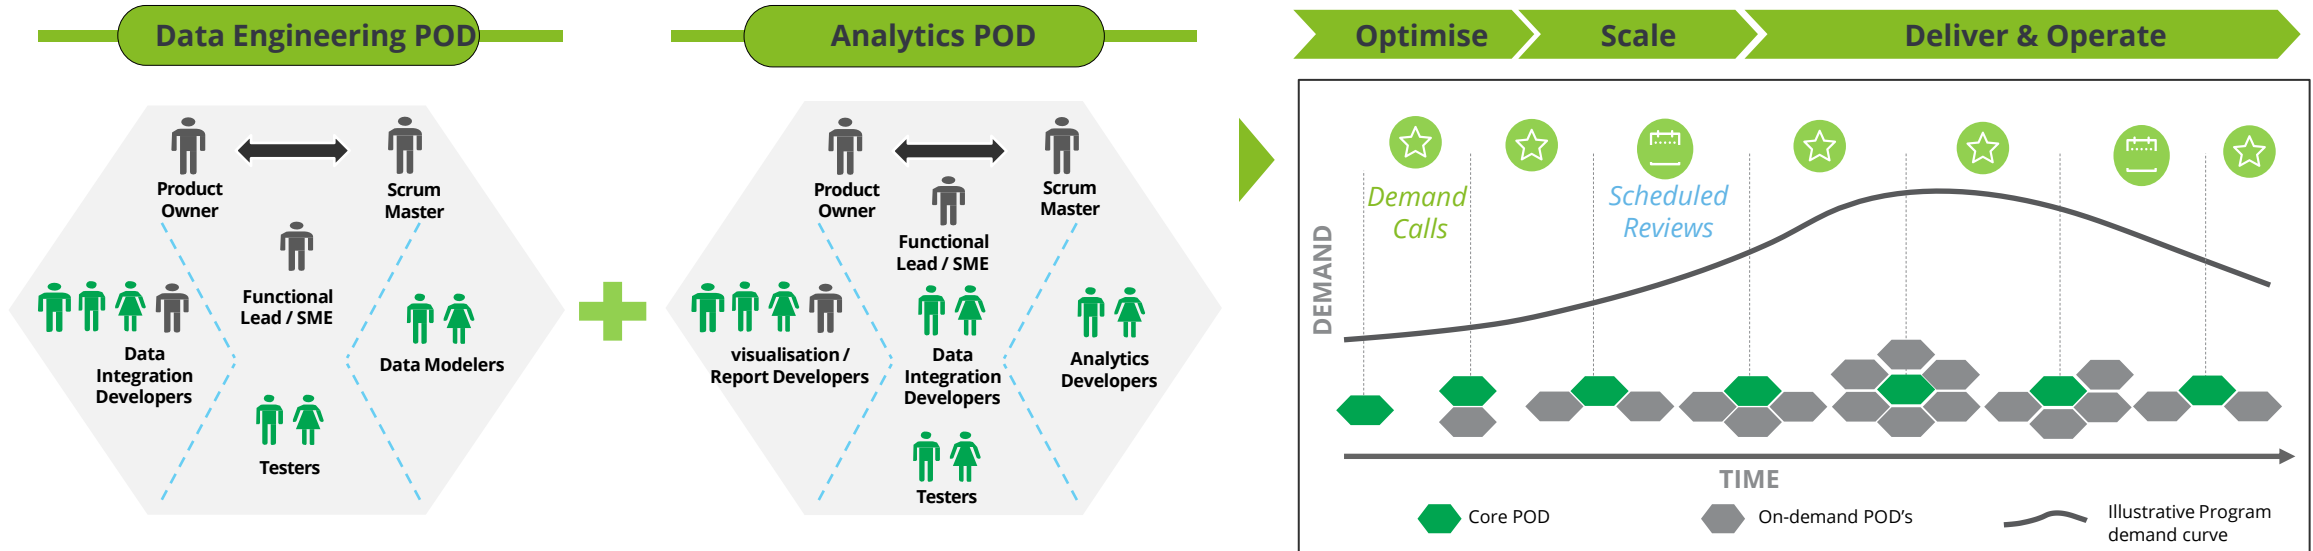 Data Engineering POD
Product
Owner
Scrum
Master
Functional
Lead / SME
Data
Integration
Developers
Data Modelers
Testers
Analytics POD
Product
Owner
Scrum
Master
Functional
Lead / SME
visualisation /
Report Developers
Data
Integration
Developers
Analytics
Developers
Testers
Optimise
Scale
Deliver & Operate
Demand
Calls
Scheduled
Reviews
DEMAND
TIME
Core POD
On-demand POD's
Illustrative Program
demand curve